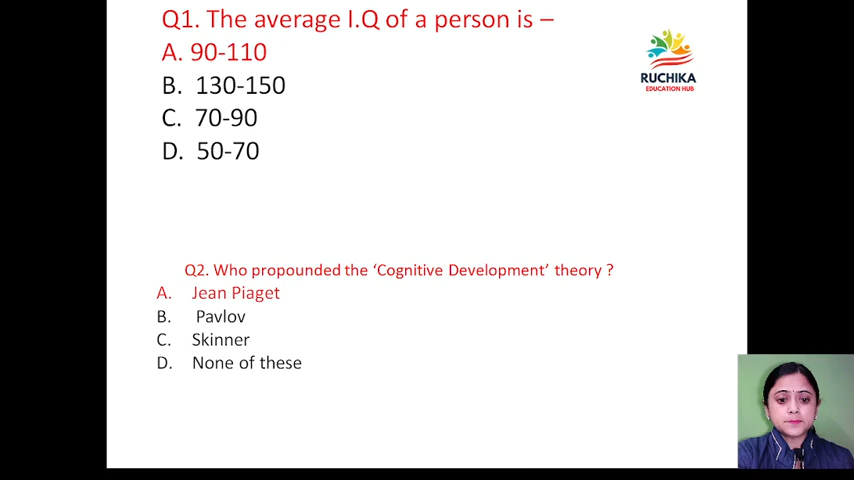 Q1. The average I.Q of a person is –
A. 90-110
B. 130-150
C. 70-90
D. 50-70
RUCHIKA
EDUCATION HUB
Q2. Who propounded the ‘Cognitive Development’ theory ?
A. Jean Piaget
B. Pavlov
C. Skinner
D. None of these